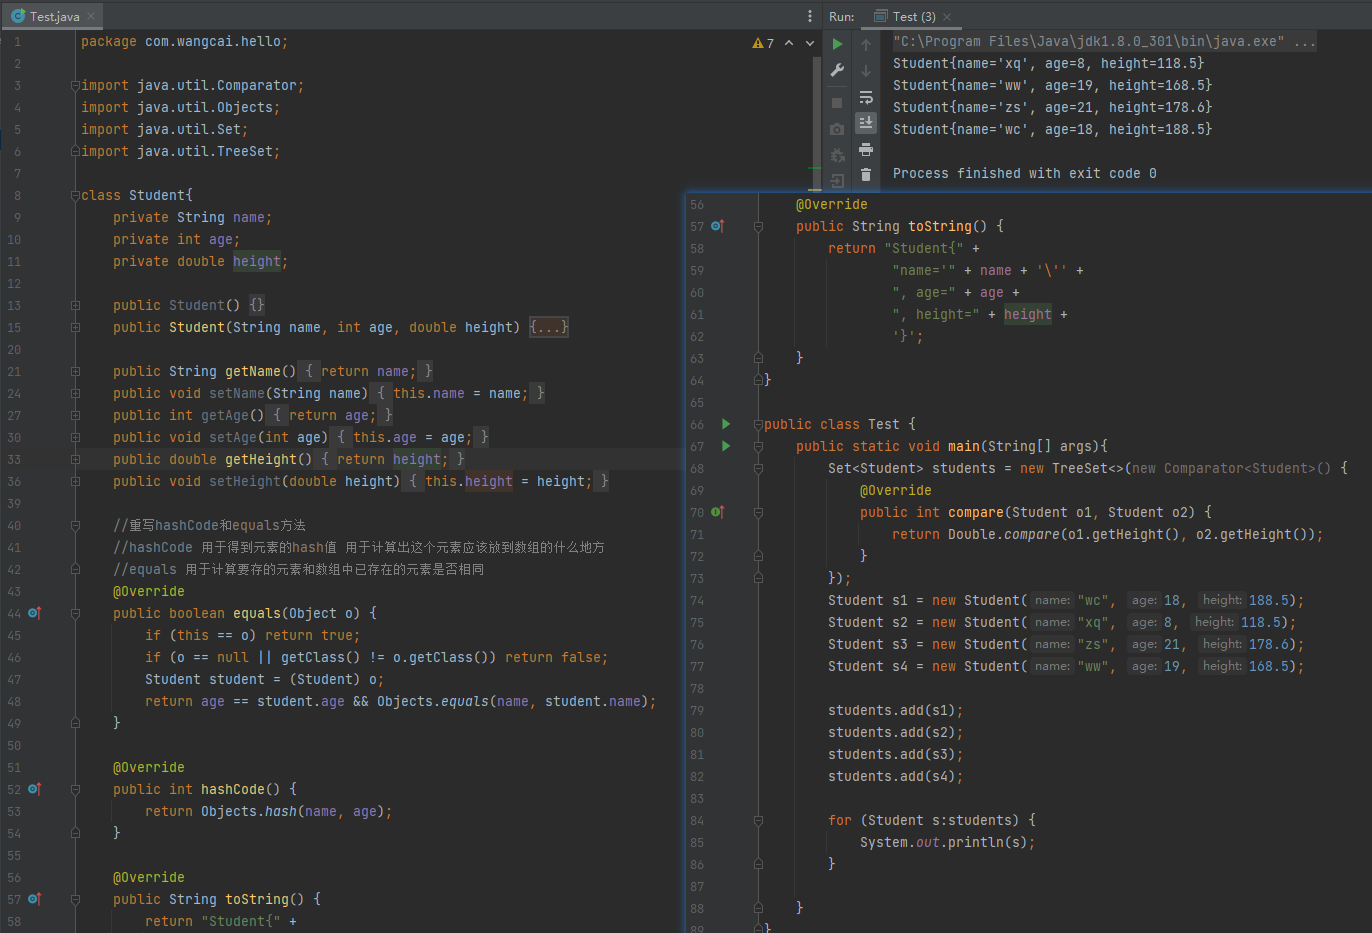 Test.java
1 package com.wangcai.hello;
2
3 import java.util.Comparator;
4 import java.util.Objects;
5 import java.util.Set;
6 import java.util.TreeSet;
7
8 class Student{
9 private String name;
10 private int age;
11 private double height;
12
13 public Student() {}
15 public Student(String name, int age, double height) {...}
20
21 public String getName() { return name; }
24 public void setName(String name) { this.name = name; }
27 public int getAge() { return age; }
30 public void setAge(int age) { this.age = age; }
33 public double getHeight() { return height; }
36 public void setHeight(double height) { this.height = height; }
39
40 //重写hashCode和equals方法
41 //hashCode 用于得到元素的hash值 用于计算出这个元素应该放到数组的什么地方
42 //equals 用于计算要存的元素和数组中已存在的元素是否相同
43 @Override
44 public boolean equals(Object o) {
45 if (this == o) return true;
46 if (o == null || getClass() != o.getClass()) return false;
47 Student student = (Student) o;
48 return age == student.age && Objects.equals(name, student.name);
49 }
50
51 @Override
52 public int hashCode() {
53 return Objects.hash(name, age);
54 }
55
56 @Override
57 public String toString() {
58 return "Student{" +
7
Run: Test (3)
"C:\Program Files\Java\jdk1.8.0_301\bin\java.exe" ...
Student{name='xq', age=8, height=118.5}
Student{name='ww', age=19, height=168.5}
Student{name='zs', age=21, height=178.6}
Student{name='wc', age=18, height=188.5}
Process finished with exit code 0
56 @Override
57 public String toString() {
58 return "Student{" +
59 "name='" + name + '\'' +
60 ", age=" + age +
61 ", height=" + height +
62 '}';
63 }
64 }
65
66 public class Test {
67 public static void main(String[] args){
68 Set<Student> students = new TreeSet<>(new Comparator<Student>() {
69 @Override
70 public int compare(Student o1, Student o2) {
71 return Double.compare(o1.getHeight(), o2.getHeight());
72 }
73 });
74 Student s1 = new Student( name: "wc", age: 18, height: 188.5);
75 Student s2 = new Student( name: "xq", age: 8, height: 118.5);
76 Student s3 = new Student( name: "zs", age: 21, height: 178.6);
77 Student s4 = new Student( name: "ww", age: 19, height: 168.5);
78
79 students.add(s1);
80 students.add(s2);
81 students.add(s3);
82 students.add(s4);
83
84 for (Student s:students) {
85 System.out.println(s);
86 }
87
88 }
89 }